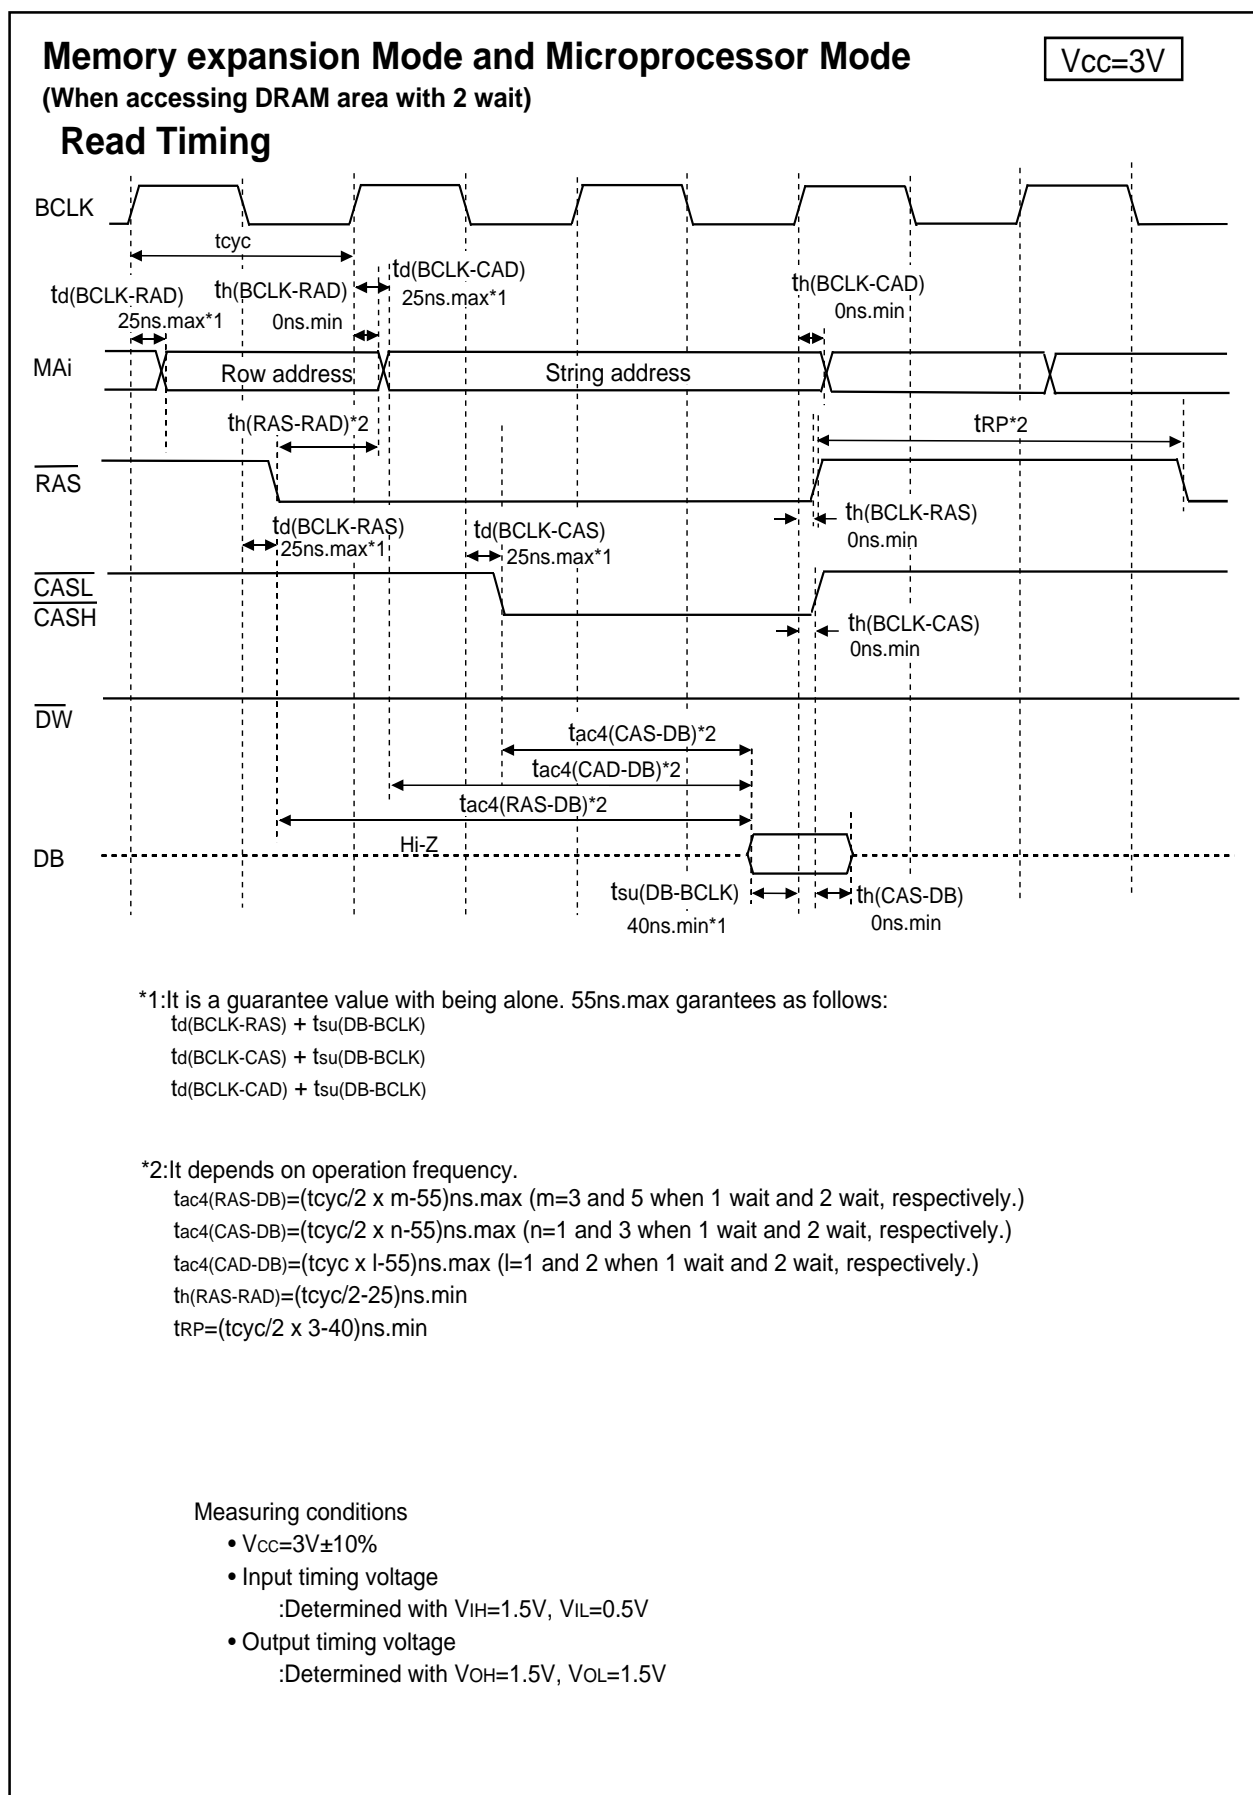 Memory expansion Mode and Microprocessor Mode
Vcc=3V
(When accessing DRAM area with 2 wait)
Read Timing
BCLK
tcyc
td(BCLK-RAD)
25ns.max*1
th(BCLK-RAD)
0ns.min
td(BCLK-CAD)
25ns.max*1
th(BCLK-CAD)
0ns.min
MAi
Row address
String address
th(RAS-RAD)*2
tRP*2
RAS
td(BCLK-RAS)
25ns.max*1
td(BCLK-CAS)
25ns.max*1
th(BCLK-RAS)
0ns.min
CASL
CASH
th(BCLK-CAS)
0ns.min
DW
tac4(CAS-DB)*2
tac4(CAD-DB)*2
tac4(RAS-DB)*2
DB
Hi-Z
tsu(DB-BCLK)
40ns.min*1
th(CAS-DB)
0ns.min
*1:It is a guarantee value with being alone. 55ns.max garantees as follows:
td(BCLK-RAS) + tsu(DB-BCLK)
td(BCLK-CAS) + tsu(DB-BCLK)
td(BCLK-CAD) + tsu(DB-BCLK)
*2:It depends on operation frequency.
tac4(RAS-DB)=(tcyc/2 x m-55)ns.max (m=3 and 5 when 1 wait and 2 wait, respectively.)
tac4(CAS-DB)=(tcyc/2 x n-55)ns.max (n=1 and 3 when 1 wait and 2 wait, respectively.)
tac4(CAD-DB)=(tcyc x l-55)ns.max (l=1 and 2 when 1 wait and 2 wait, respectively.)
th(RAS-RAD)=(tcyc/2-25)ns.min
tRP=(tcyc/2 x 3-40)ns.min
Measuring conditions
• VCC=3V±10%
• Input timing voltage
:Determined with VIH=1.5V, VIL=0.5V
• Output timing voltage
:Determined with VOH=1.5V, VOL=1.5V